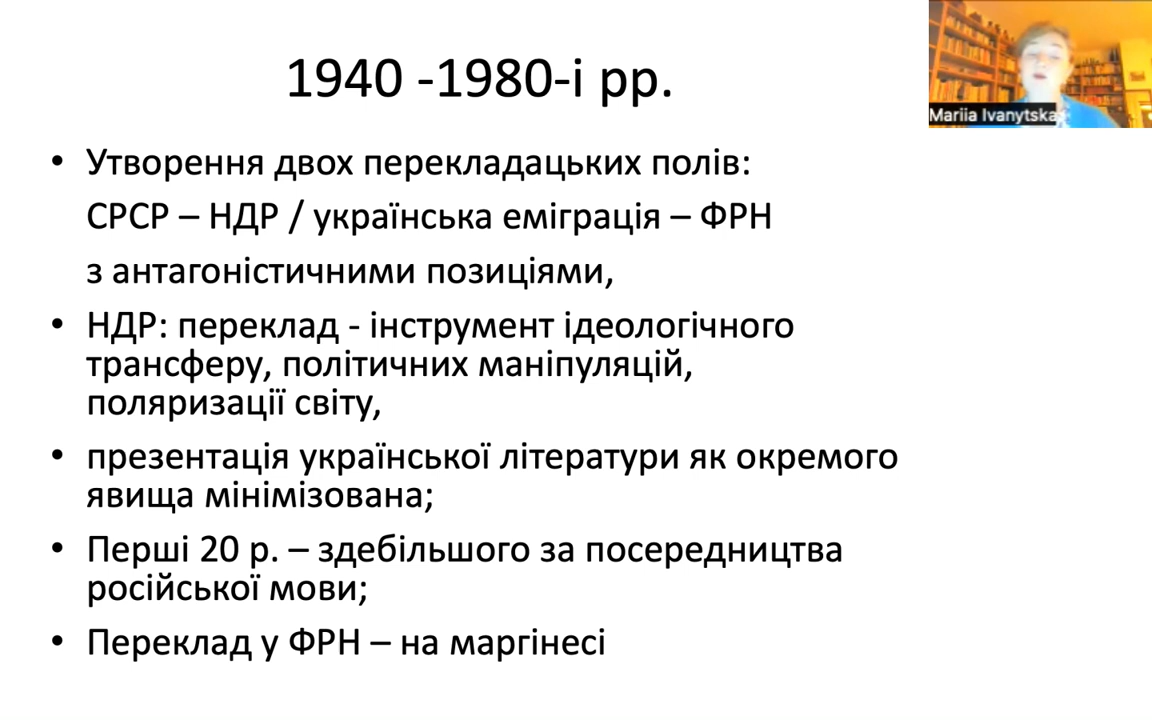 1940 -1980-і рр.
Mariia Ivanytska
• Утворення двох перекладацьких полів:
СРСР – НДР / українська еміграція – ФРН
з антагоністичними позиціями,
• НДР: переклад - інструмент ідеологічного
трансферу, політичних маніпуляцій,
поляризації світу,
• презентація української літератури як окремого
явища мінімізована;
• Перші 20 р. – здебільшого за посередництва
російської мови;
• Переклад у ФРН – на маргінесі